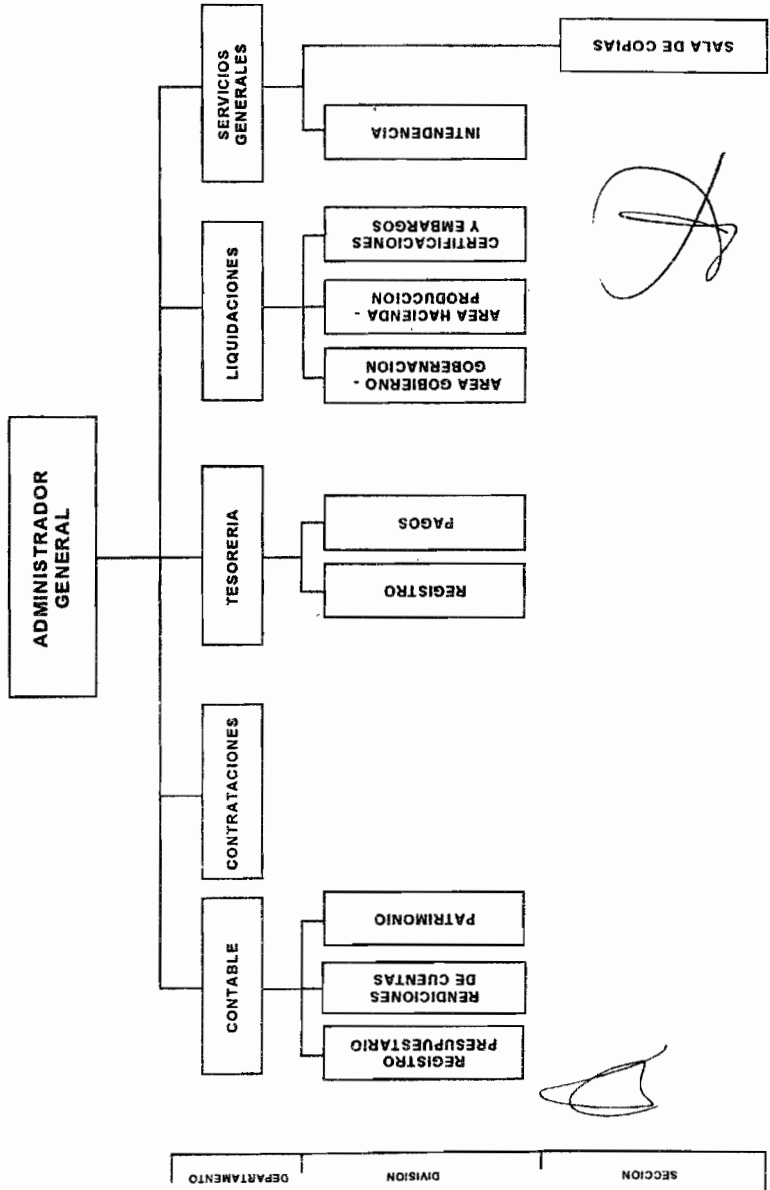 ADMINISTRADOR
GENERAL
DEPARTAMENTO
CONTABLE
CONTRATACIONES
TESORERIA
LIQUIDACIONES
SERVICIOS
GENERALES
DIVISION
REGISTRO
PRESUPUESTARIO
RENDICIONES
DE CUENTAS
PATRIMONIO
REGISTRO
PAGOS
AREA GOBIERNO -
GOBERNACION
AREA HACIENDA -
PRODUCCION
CERTIFICACIONES
Y EMBARGOS
INTENDENCIA
SECCION
SALA DE COPIAS